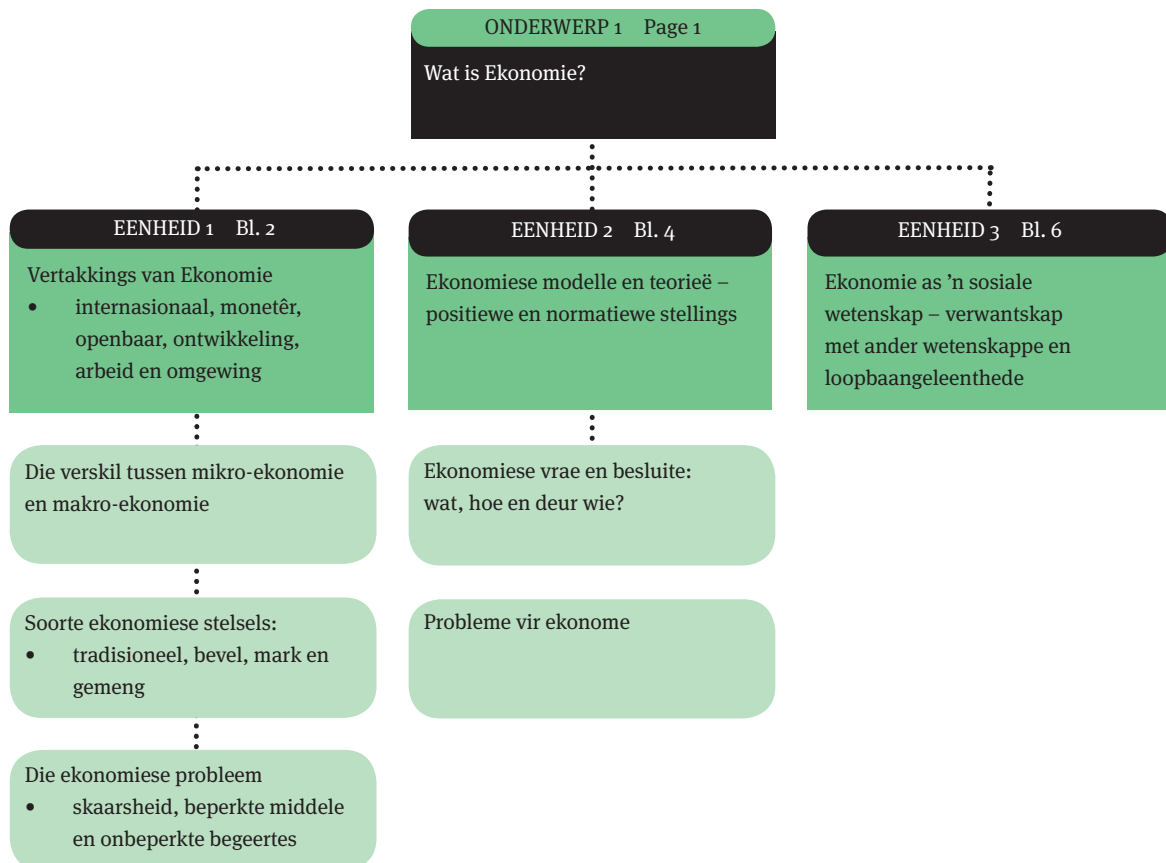 ONDERWERP 1 Page 1
Wat is Ekonomie?
EENHEID 1 Bl. 2
Vertakkings van Ekonomie
• internasionaal, monetêr,
openbaar, ontwikkeling,
arbeid en omgewing
Die verskil tussen mikro-ekonomie
en makro-ekonomie
Soorte ekonomiese stelsels:
• tradisioneel, bevel, mark en
gemeng
Die ekonomiese probleem
• skaarsheid, beperkte middele
en onbeperkte begeertes
EENHEID 2 Bl. 4
Ekonomiese modelle en teorieë –
positiewe en normatiewe stellings
Ekonomiese vrae en besluite:
wat, hoe en deur wie?
Probleme vir ekonome
EENHEID 3 Bl. 6
Ekonomie as ’n sosiale
wetenskap – verwantskap
met ander wetenskappe en
loopbaangeleenthede